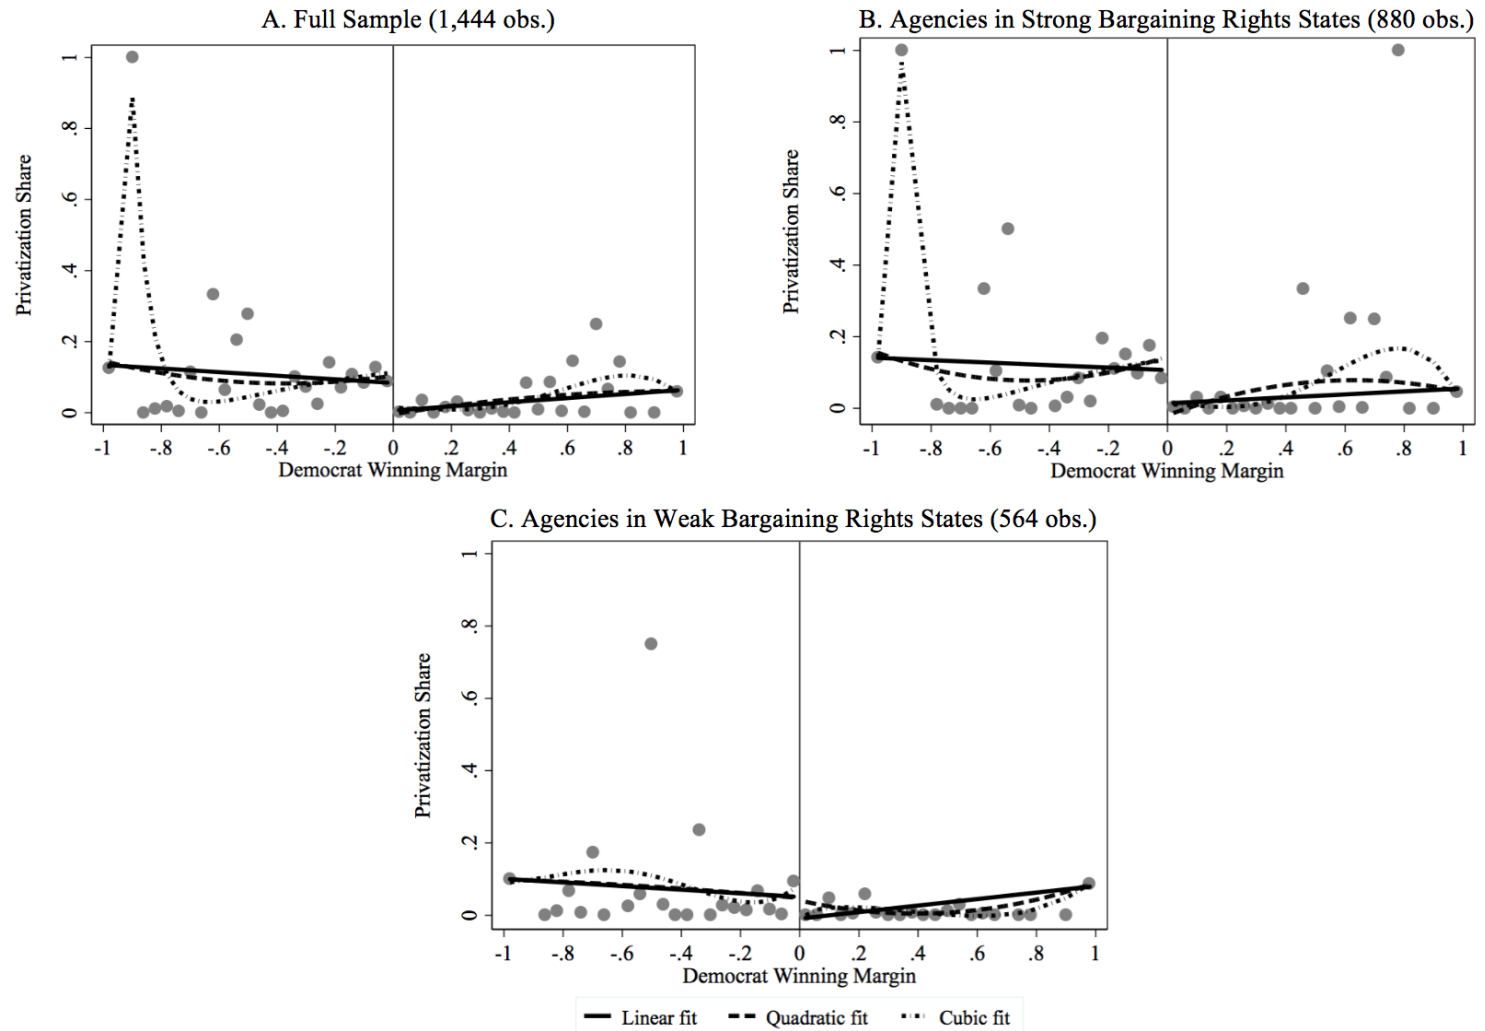 A. Full Sample (1,444 obs.)
Privatization Share
1
.8
.6
.4
.2
0
-1 -.8 -.6 -.4 -.2 0 .2 .4 .6 .8 1
Democrat Winning Margin
B. Agencies in Strong Bargaining Rights States (880 obs.)
Privatization Share
1
.8
.6
.4
.2
0
-1 -.8 -.6 -.4 -.2 0 .2 .4 .6 .8 1
Democrat Winning Margin
C. Agencies in Weak Bargaining Rights States (564 obs.)
Privatization Share
1
.8
.6
.4
.2
0
-1 -.8 -.6 -.4 -.2 0 .2 .4 .6 .8 1
Democrat Winning Margin
Linear fit Quadratic fit Cubic fit